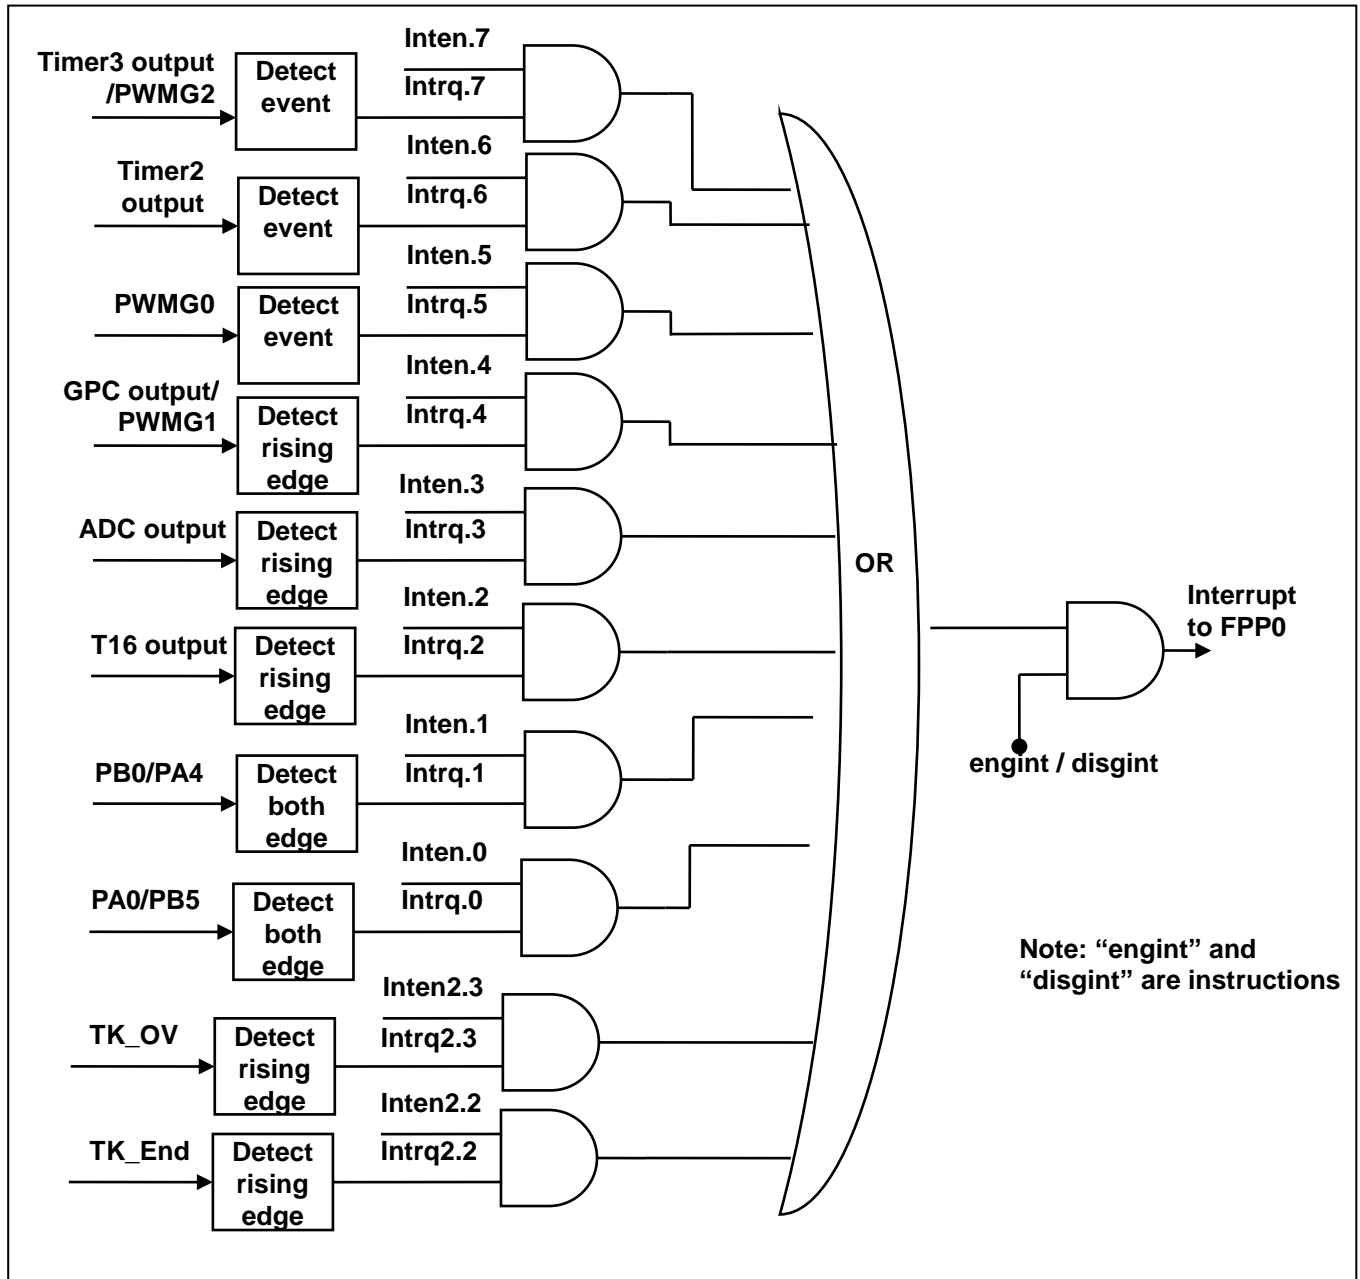 Inten.7
Timer3 output
/PWMG2
Detect
event
Intrq.7
Inten.6
Timer2
output
Detect
event
Intrq.6
Inten.5
PWMG0
Detect
event
Intrq.5
Inten.4
GPC output/
PWMG1
Detect
rising
edge
Intrq.4
Inten.3
ADC output
Detect
rising
edge
Intrq.3
OR
Inten.2
T16 output
Detect
rising
edge
Intrq.2
Interrupt
to FPP0
Inten.1
PB0/PA4
Detect
both
edge
Intrq.1
engint / disgint
Inten.0
PA0/PB5
Detect
both
edge
Intrq.0
Note: “engint” and
“disgint” are instructions
Inten2.3
TK_OV
Detect
rising
edge
Intrq2.3
Inten2.2
TK_End
Detect
rising
edge
Intrq2.2